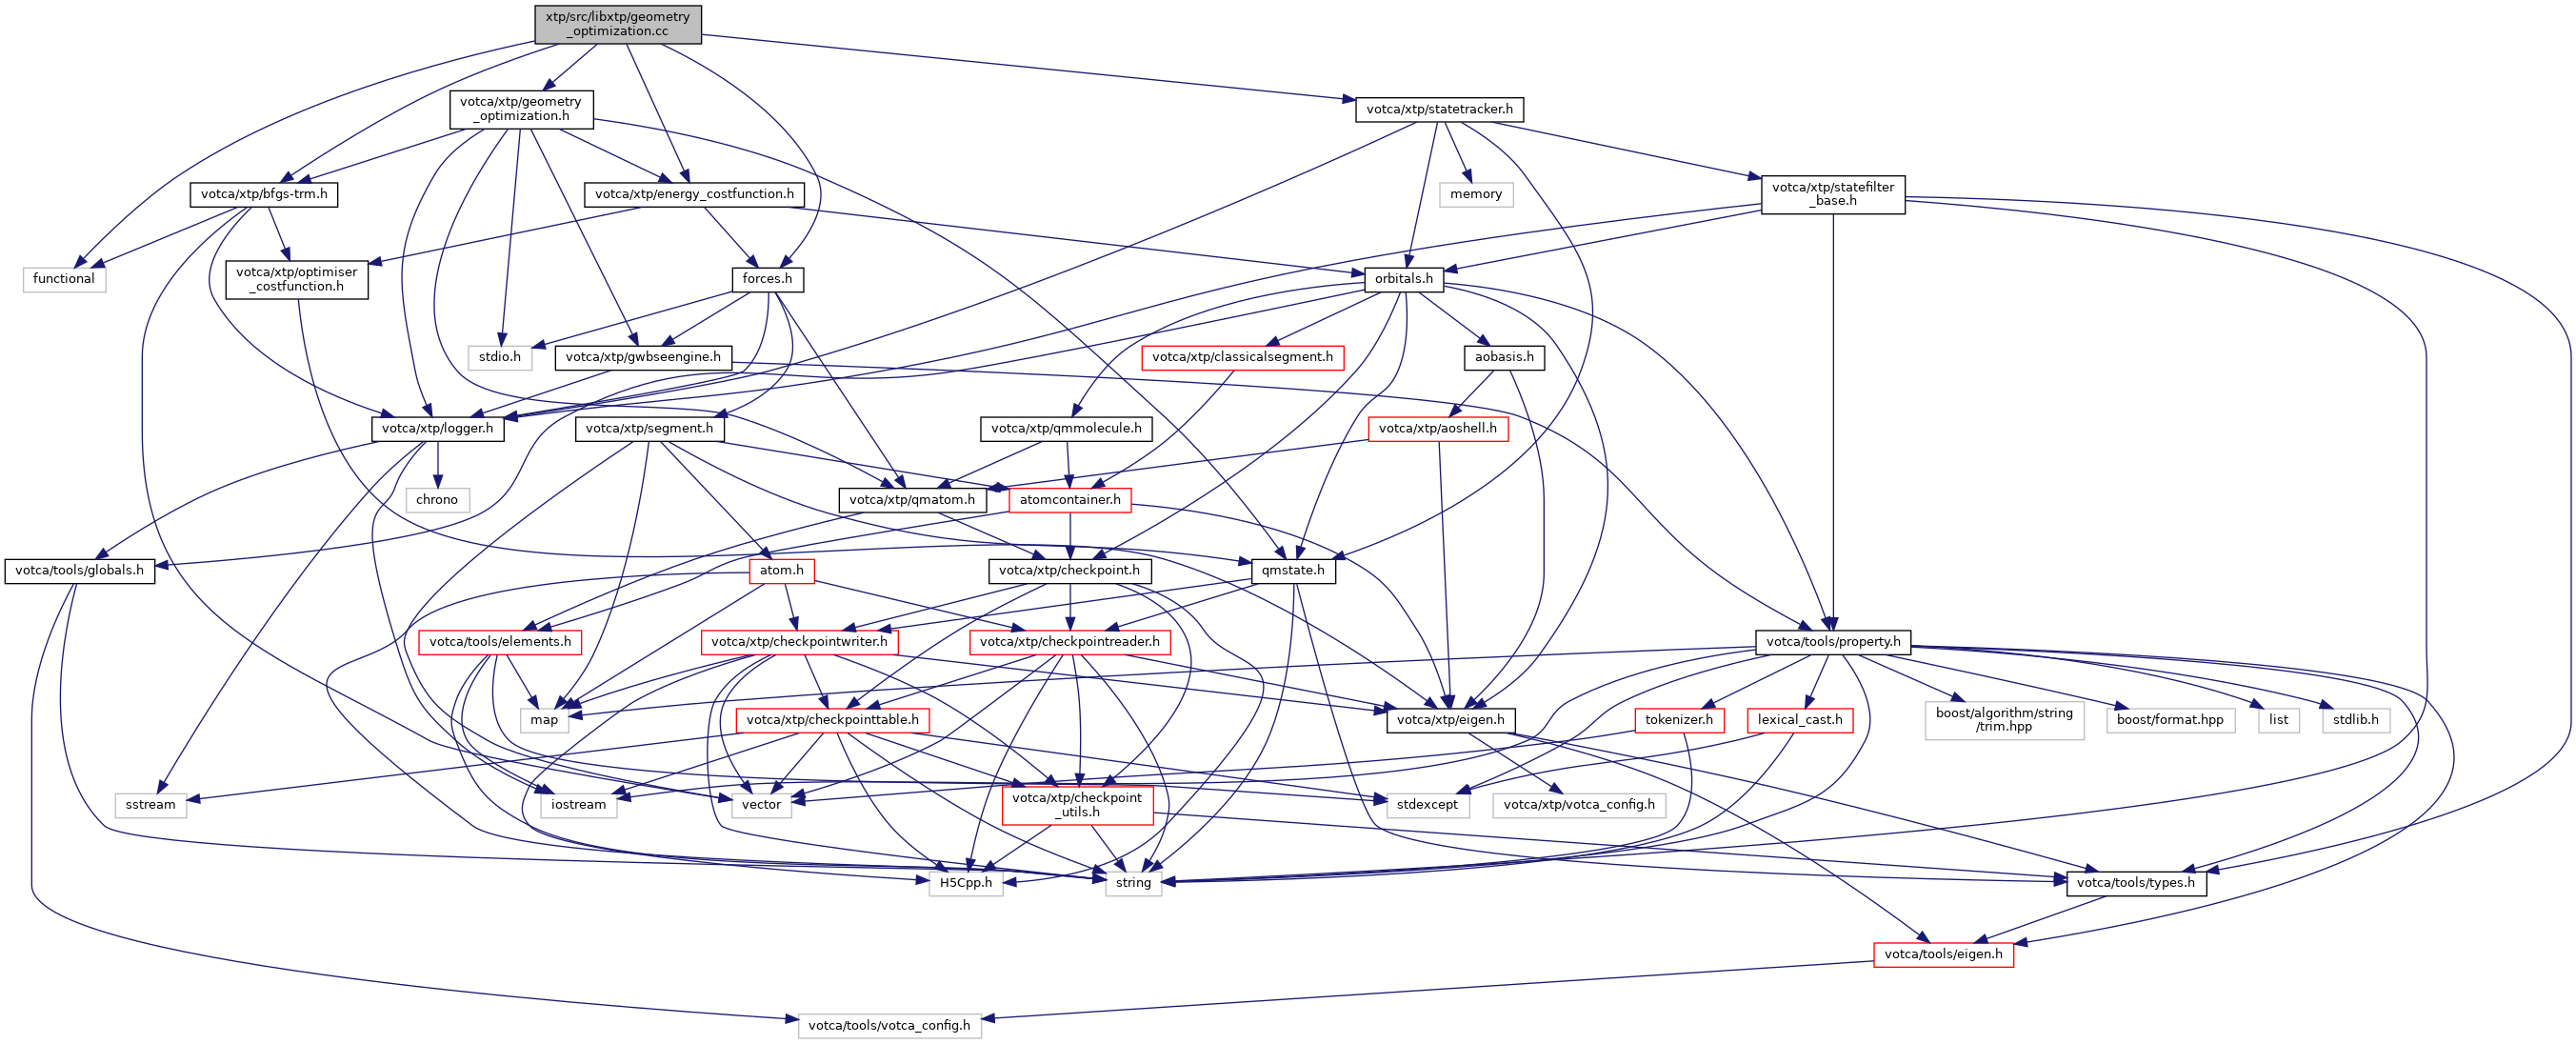 xtp/src/libxtp/geometry
_optimization.cc
votca/xtp/geometry
_optimization.h
votca/xtp/statetracker.h
votca/xtp/bfgs-trm.h
votca/xtp/energy_costfunction.h
memory
votca/xtp/statefilter
_base.h
functional
votca/xtp/optimiser
_costfunction.h
forces.h
orbitals.h
stdio.h
votca/xtp/gwbseengine.h
votca/xtp/classicalsegment.h
aobasis.h
votca/xtp/logger.h
votca/xtp/segment.h
votca/xtp/qmmolecule.h
votca/xtp/aoshell.h
chrono
votca/xtp/qmatom.h
atomcontainer.h
votca/tools/globals.h
atom.h
votca/xtp/checkpoint.h
qmstate.h
votca/tools/elements.h
votca/xtp/checkpointwriter.h
votca/xtp/checkpointreader.h
votca/tools/property.h
map
votca/xtp/checkpointtable.h
votca/xtp/eigen.h
tokenizer.h
lexical_cast.h
boost/algorithm/string
/trim.hpp
boost/format.hpp
list
stdlib.h
sstream
iostream
vector
votca/xtp/checkpoint
_utils.h
stdexcept
votca/xtp/votca_config.h
H5Cpp.h
string
votca/tools/types.h
votca/tools/eigen.h
votca/tools/votca_config.h